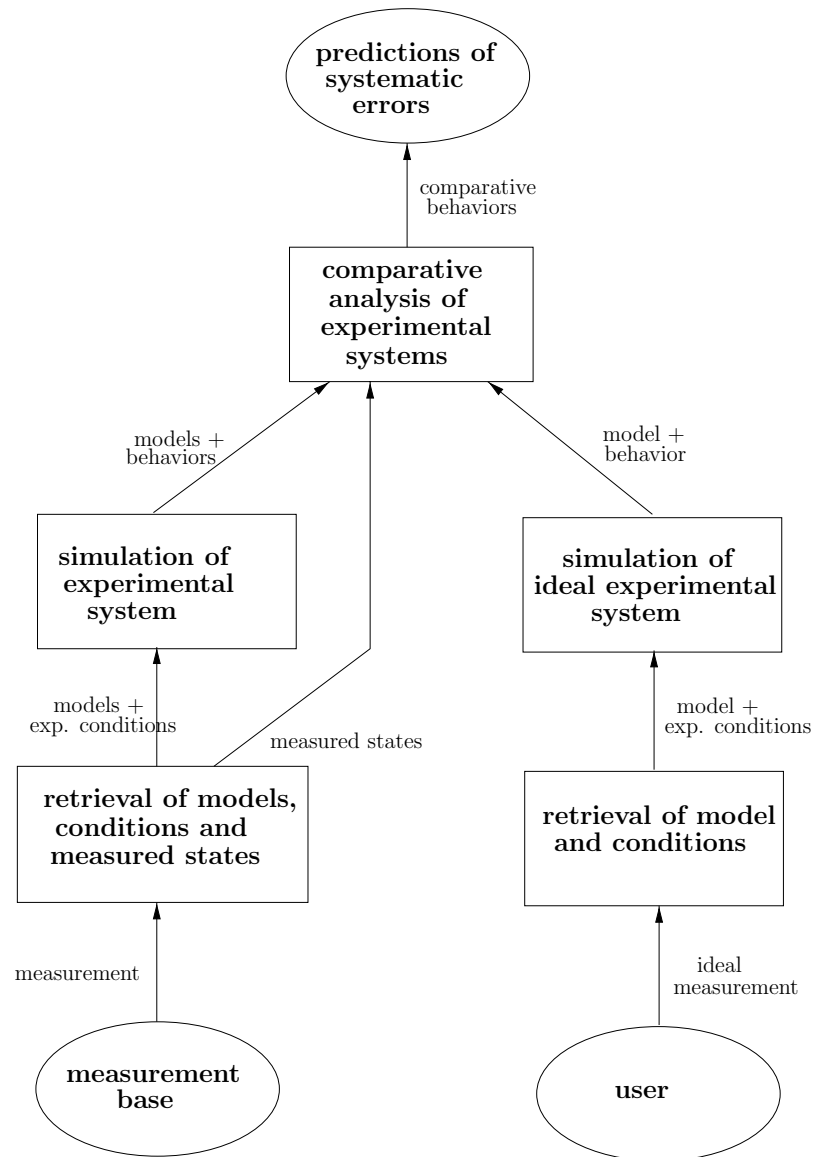 predictions of
systematic
errors
comparative
behaviors
comparative
analysis of
experimental
systems
models +
behaviors
model +
behavior
simulation of
experimental
system
simulation of
ideal experimental
system
models +
exp. conditions
measured states
model +
exp. conditions
retrieval of models,
conditions and
measured states
retrieval of model
and conditions
measurement
ideal
measurement
measurement
base
user